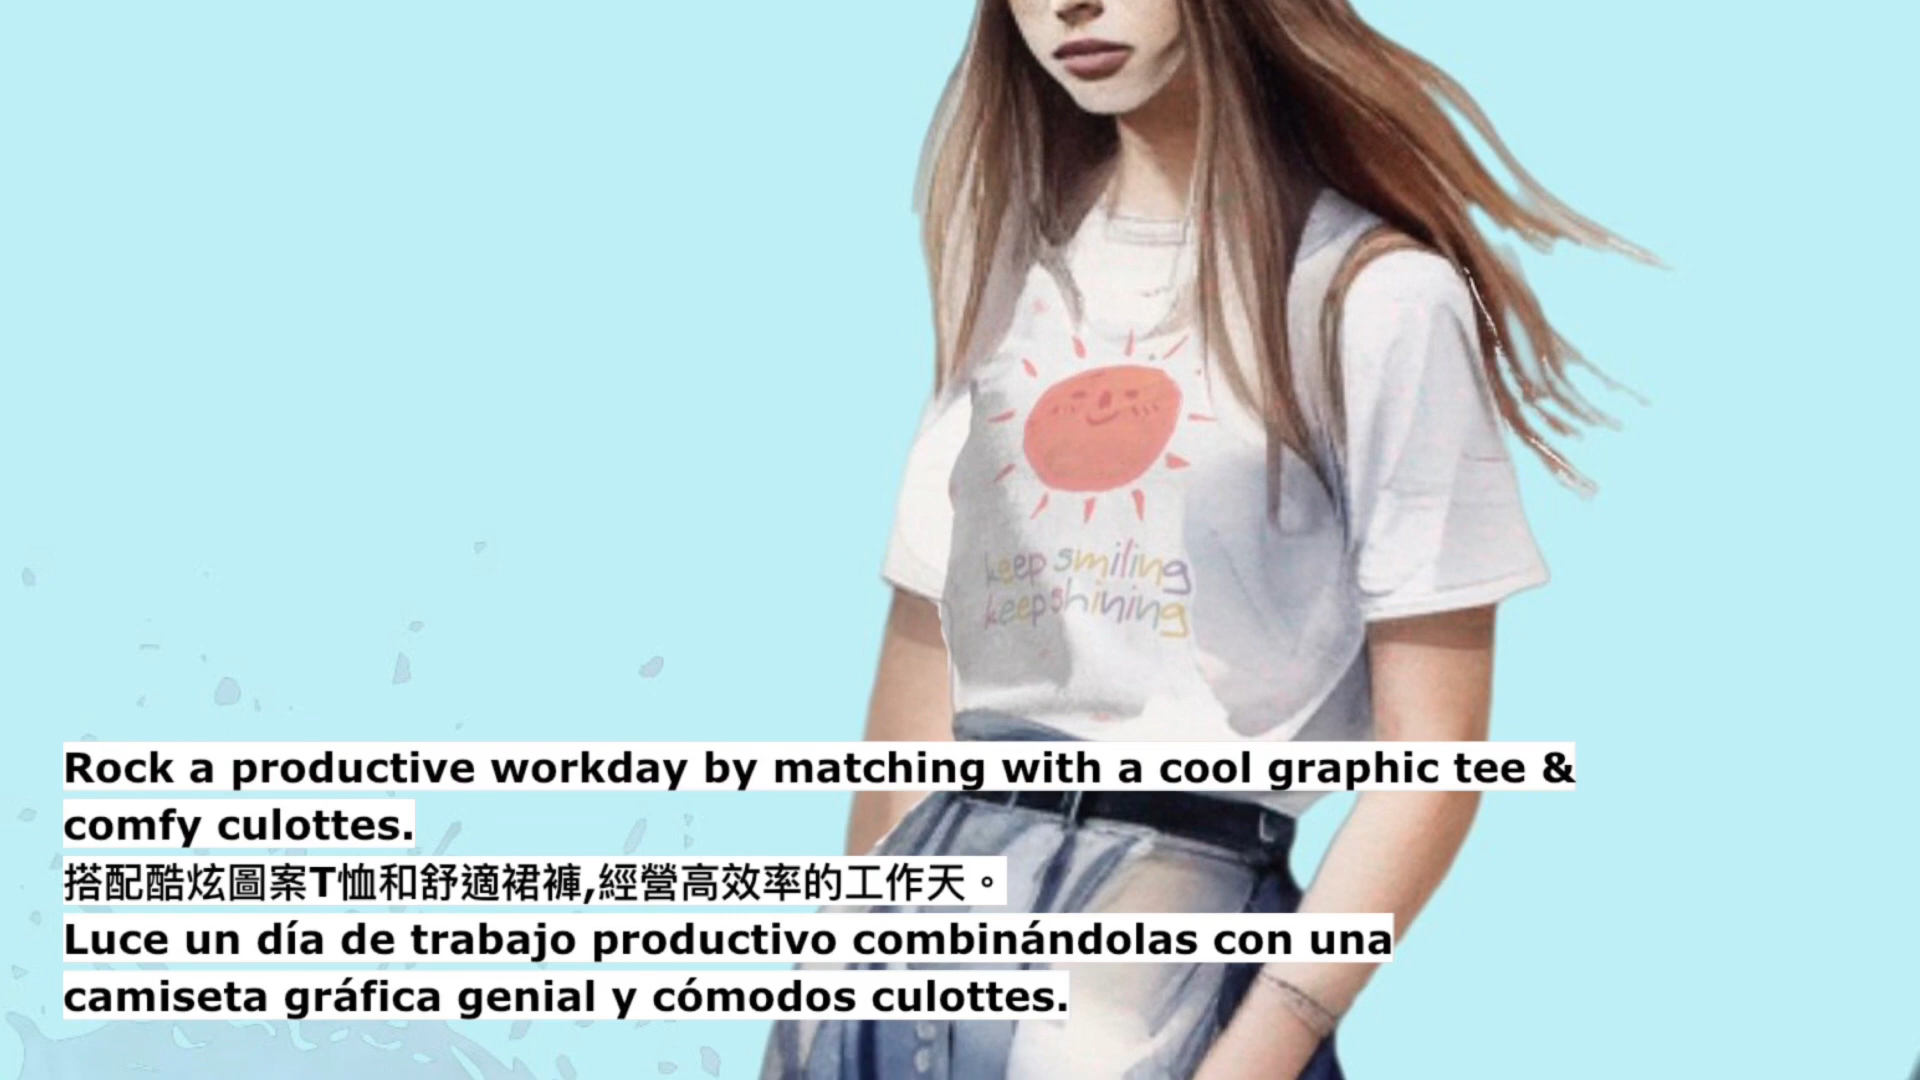 keep smiling
keep shining
Rock a productive workday by matching with a cool graphic tee &
comfy culottes.
搭配酷炫圖案T恤和舒適裙褲,經營高效率的工作天。
Luce un día de trabajo productivo combinándolas con una
camiseta gráfica genial y cómodos culottes.